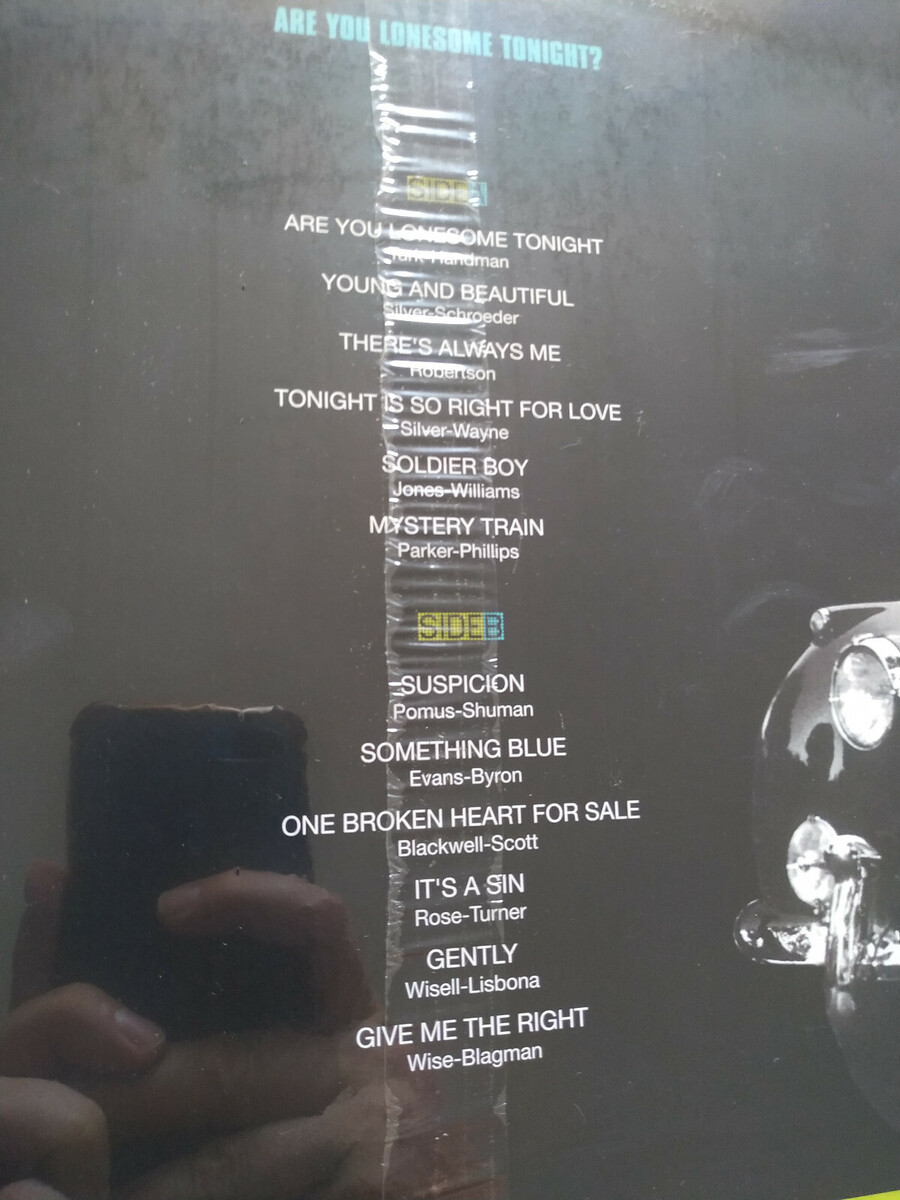 ARE YOU LONESOME TONIGHT?
SIDE A
ARE YOU LONESOME TONIGHT
Turk-Handman
YOUNG AND BEAUTIFUL
Silver-Schroeder
THERE'S ALWAYS ME
Robertson
TONIGHT IS SO RIGHT FOR LOVE
Silver-Wayne
SOLDIER BOY
Jones-Williams
MYSTERY TRAIN
Parker-Phillips
SIDE B
SUSPICION
Pomus-Shuman
SOMETHING BLUE
Evans-Byron
ONE BROKEN HEART FOR SALE
Blackwell-Scott
IT'S A SIN
Rose-Turner
GENTLY
Wisell-Lisbona
GIVE ME THE RIGHT
Wise-Blagman